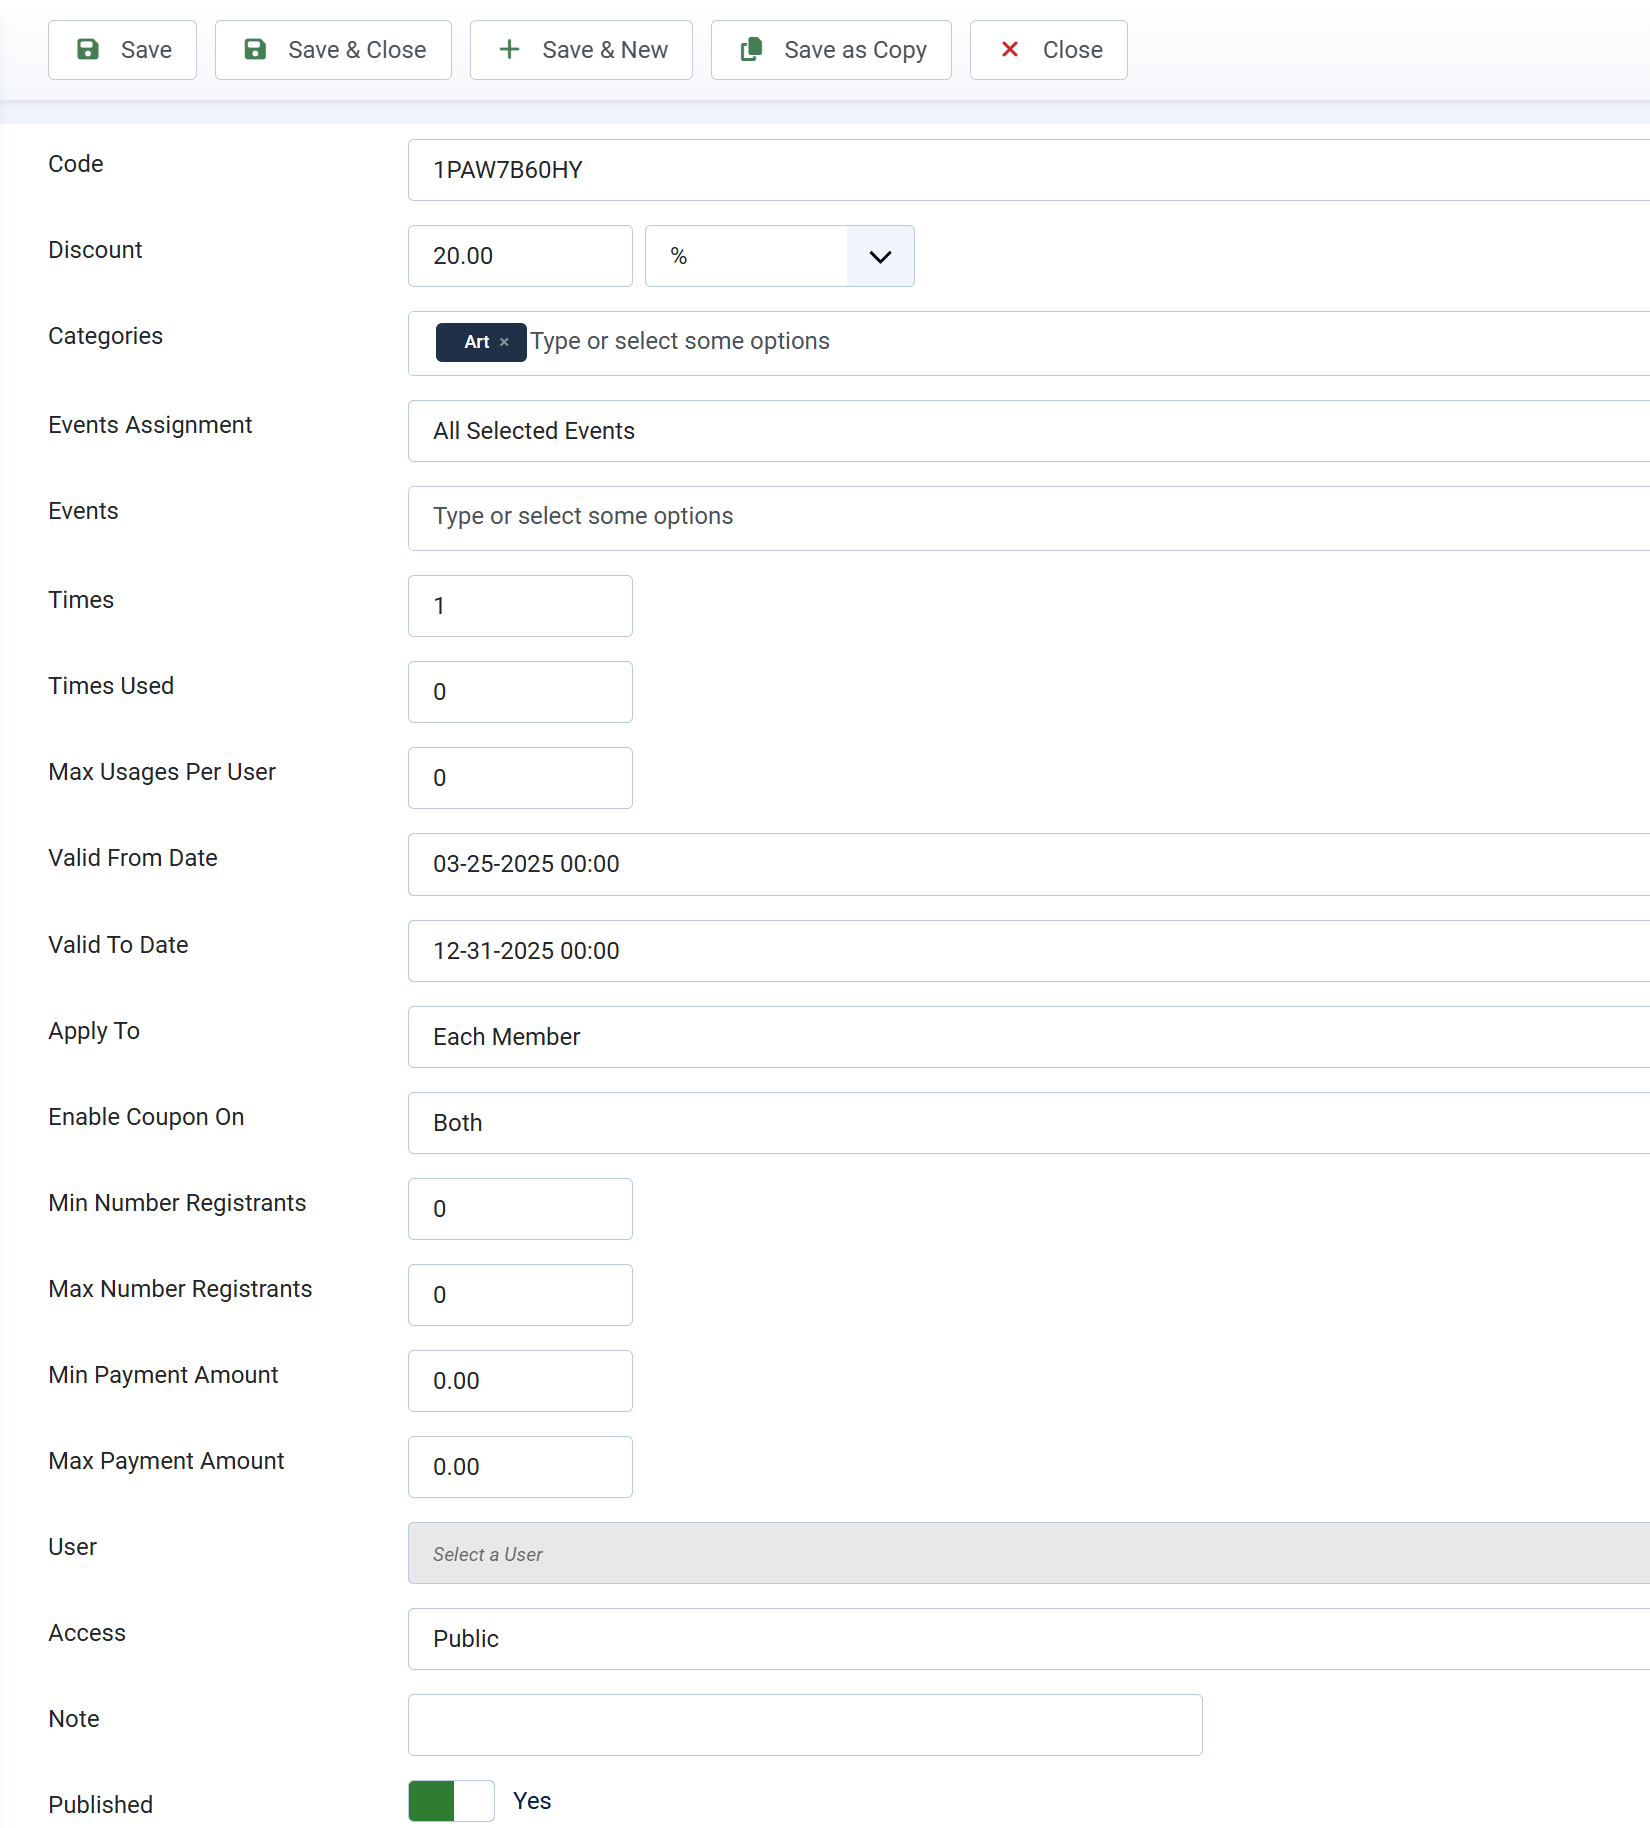 Save Save & Close Save & New Save as Copy Close
Code 1PAW7B60HY
Discount 20.00 %
Categories Art × Type or select some options
Events Assignment All Selected Events
Events Type or select some options
Times 1
Times Used 0
Max Usages Per User 0
Valid From Date 03-25-2025 00:00
Valid To Date 12-31-2025 00:00
Apply To Each Member
Enable Coupon On Both
Min Number Registrants 0
Max Number Registrants 0
Min Payment Amount 0.00
Max Payment Amount 0.00
User Select a User
Access Public
Note
Published Yes